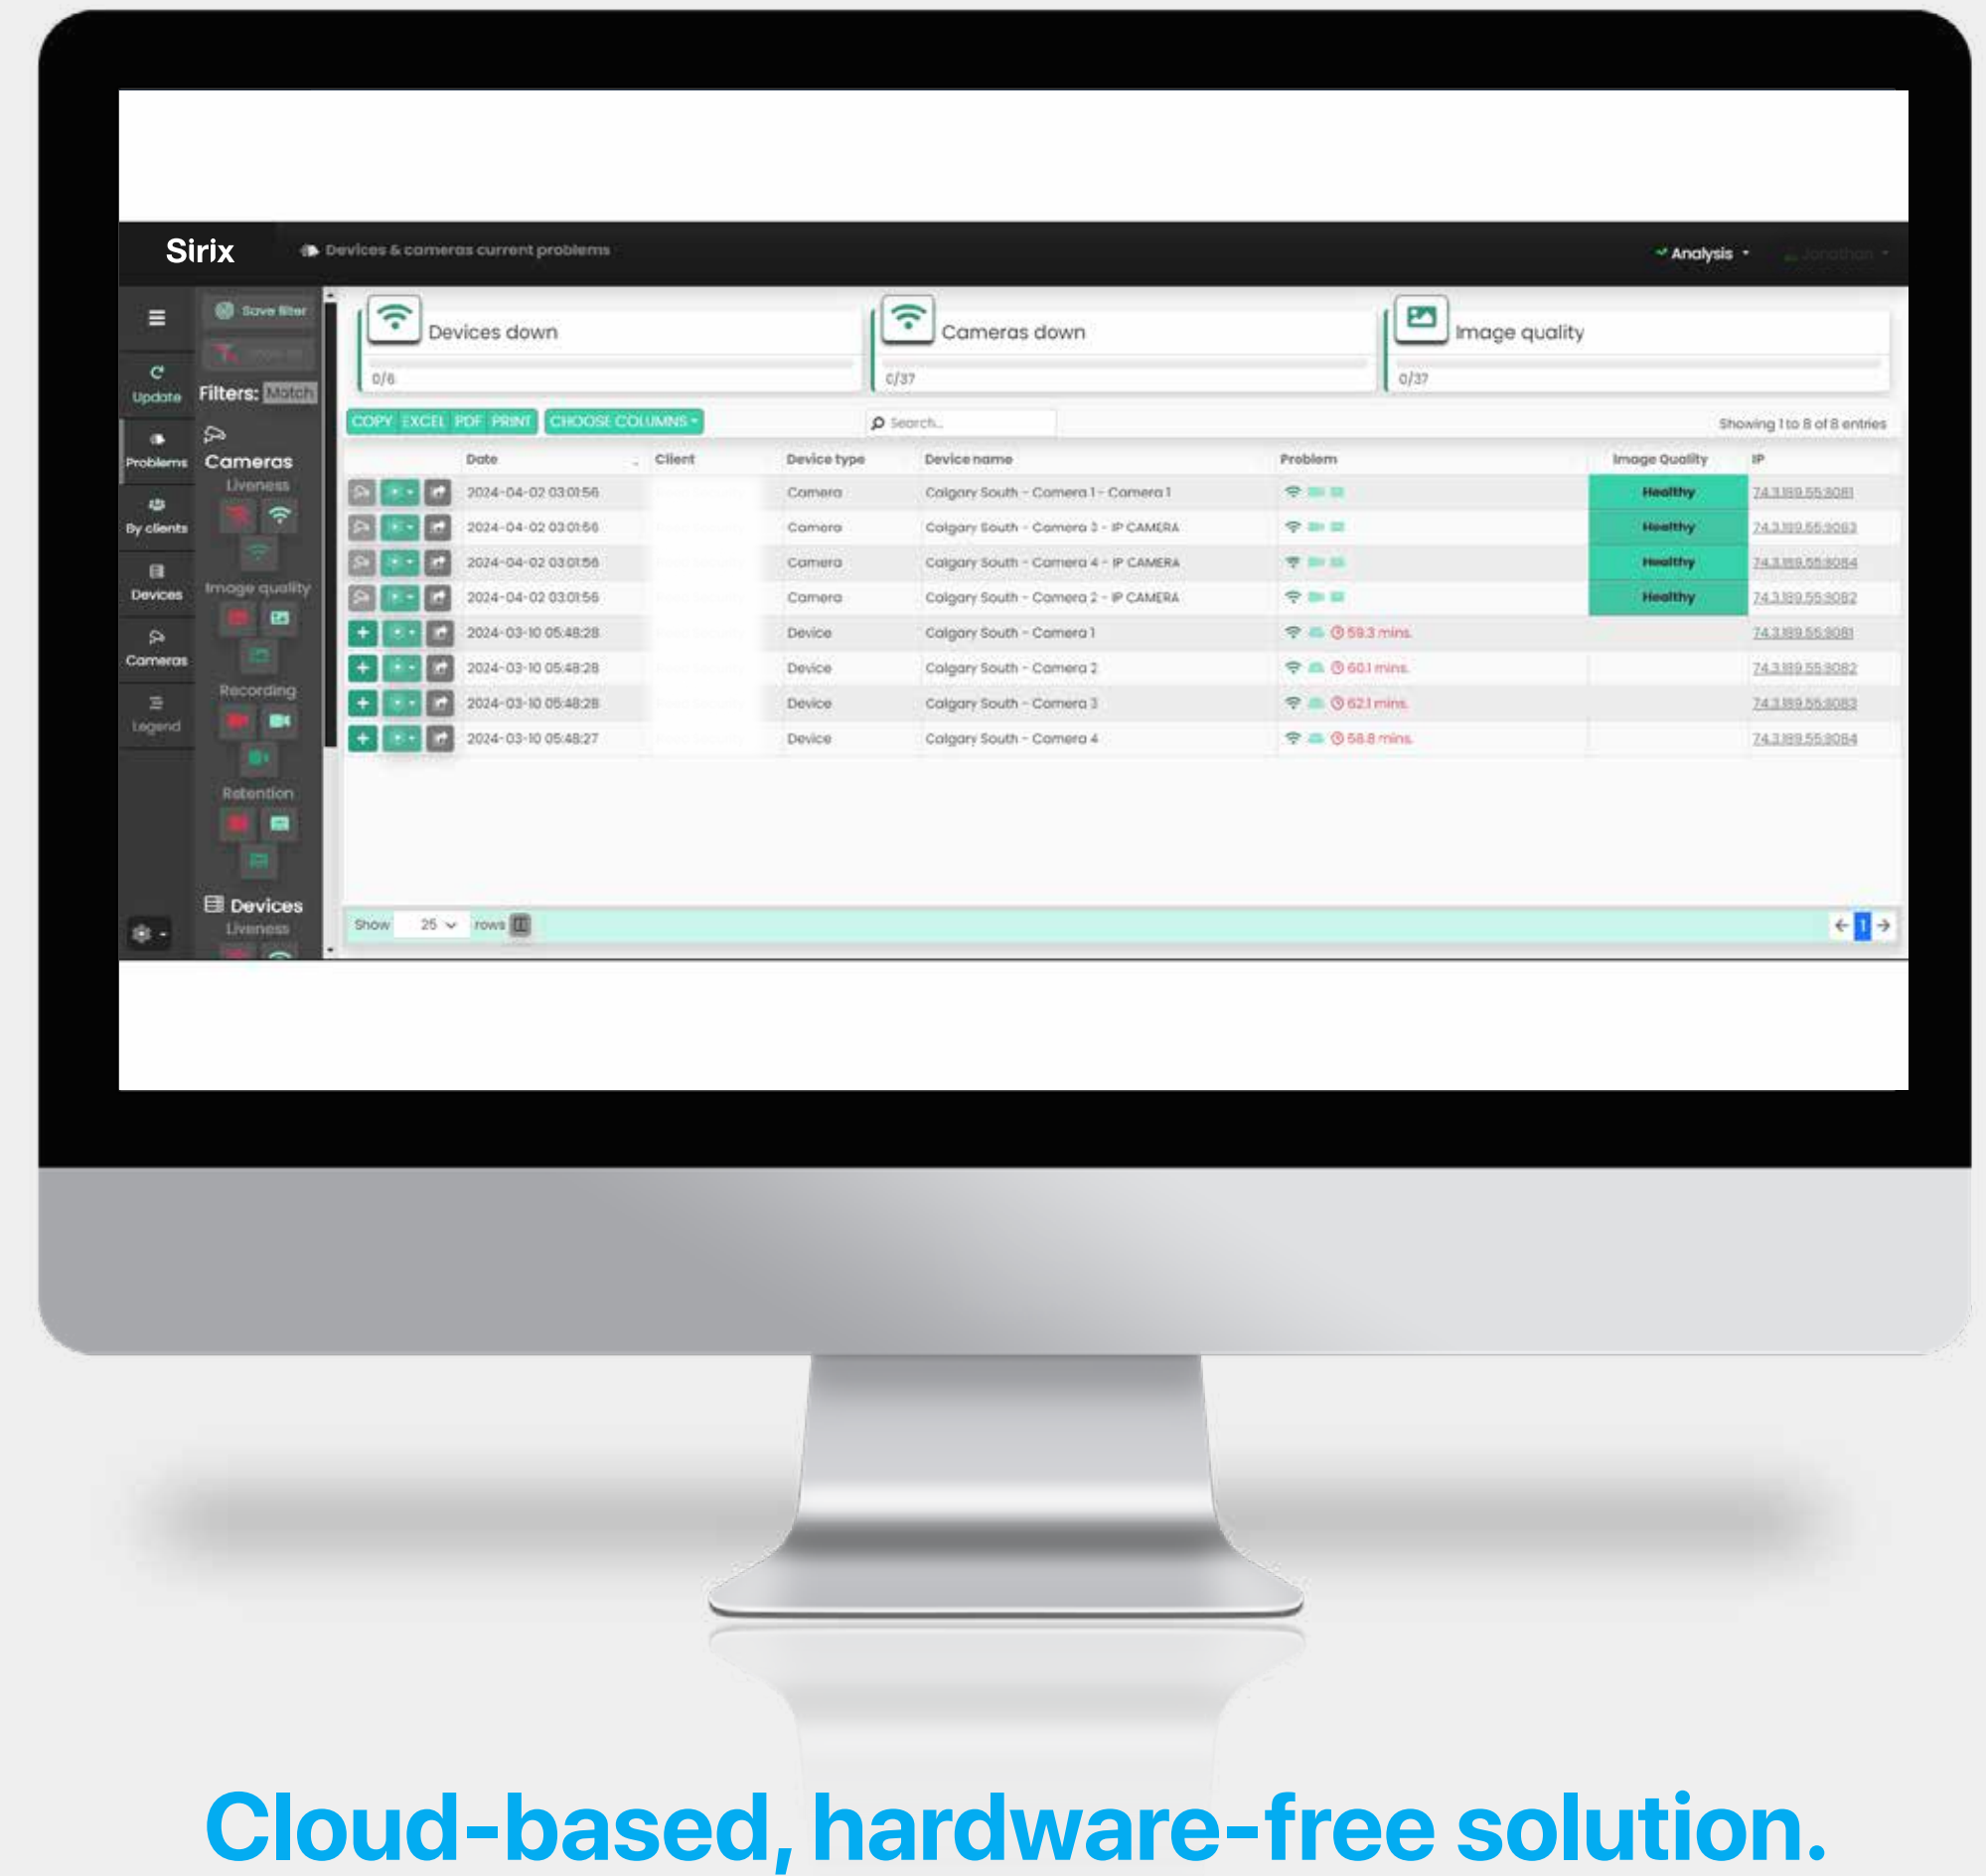 Sirix
Devices & cameras current problems
Analysis
Jonathan
Save filter
Update
Filters: Match
Problems
Cameras
Liveness
By clients
Devices
Image quality
Cameras
Recording
Legend
Retention
Devices
Liveness
Devices down
0/6
Cameras down
0/37
Image quality
0/37
COPY EXCEL PDF PRINT CHOOSE COLUMNS
Search...
Showing 1 to 8 of 8 entries
Date Client Device type Device name Problem Image Quality IP
2024-04-02 03:01:56 Camera Calgary South - Camera 1 - Camera 1 Healthy 74.3.189.55:8081
2024-04-02 03:01:56 Camera Calgary South - Camera 3 - IP CAMERA Healthy
2024-04-02 03:01:56 Camera Calgary South - Camera 4 - IP CAMERA Healthy
2024-04-02 03:01:56 Camera Calgary South - Camera 2 - IP CAMERA Healthy
2024-03-10 05:48:28 Device Calgary South - Camera 1 59.3 mins.
2024-03-10 05:48:28 Device Calgary South - Camera 2 60.1 mins.
2024-03-10 05:48:28 Device Calgary South - Camera 3 62.1 mins.
2024-03-10 05:48:27 Device Calgary South - Camera 4 58.8 mins.
Show 25 rows
1
Cloud-based, hardware-free solution.